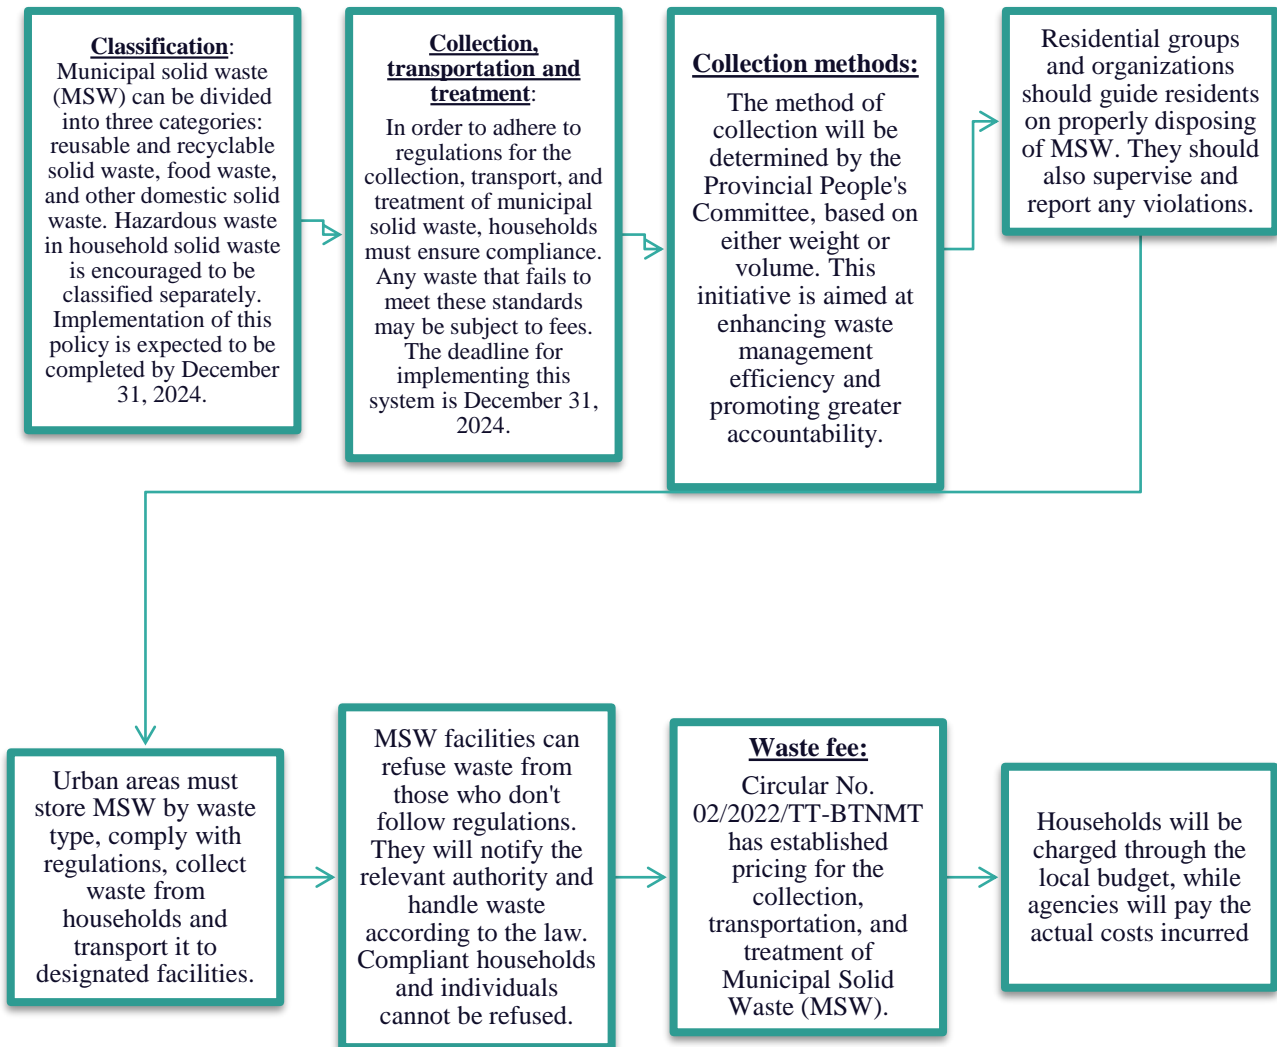 Classification:
Municipal solid waste
(MSW) can be divided
into three categories:
reusable and recyclable
solid waste, food waste,
and other domestic solid
waste. Hazardous waste
in household solid waste
is encouraged to be
classified separately.
Implementation of this
policy is expected to be
completed by December
31, 2024.
Collection,
transportation and
treatment:
In order to adhere to
regulations for the
collection, transport, and
treatment of municipal
solid waste, households
must ensure compliance.
Any waste that fails to
meet these standards
may be subject to fees.
The deadline for
implementing this
system is December 31,
2024.
Collection methods:
The method of
collection will be
determined by the
Provincial People's
Committee, based on
either weight or
volume. This
initiative is aimed at
enhancing waste
management
efficiency and
promoting greater
accountability.
Residential groups
and organizations
should guide residents
on properly disposing
of MSW. They should
also supervise and
report any violations.
Urban areas must
store MSW by waste
type, comply with
regulations, collect
waste from
households and
transport it to
designated facilities.
MSW facilities can
refuse waste from
those who don't
follow regulations.
They will notify the
relevant authority and
handle waste
according to the law.
Compliant households
and individuals
cannot be refused.
Waste fee:
Circular No.
02/2022/TT-BTNMT
has established
pricing for the
collection,
transportation, and
treatment of
Municipal Solid
Waste (MSW).
Households will be
charged through the
local budget, while
agencies will pay the
actual costs incurred